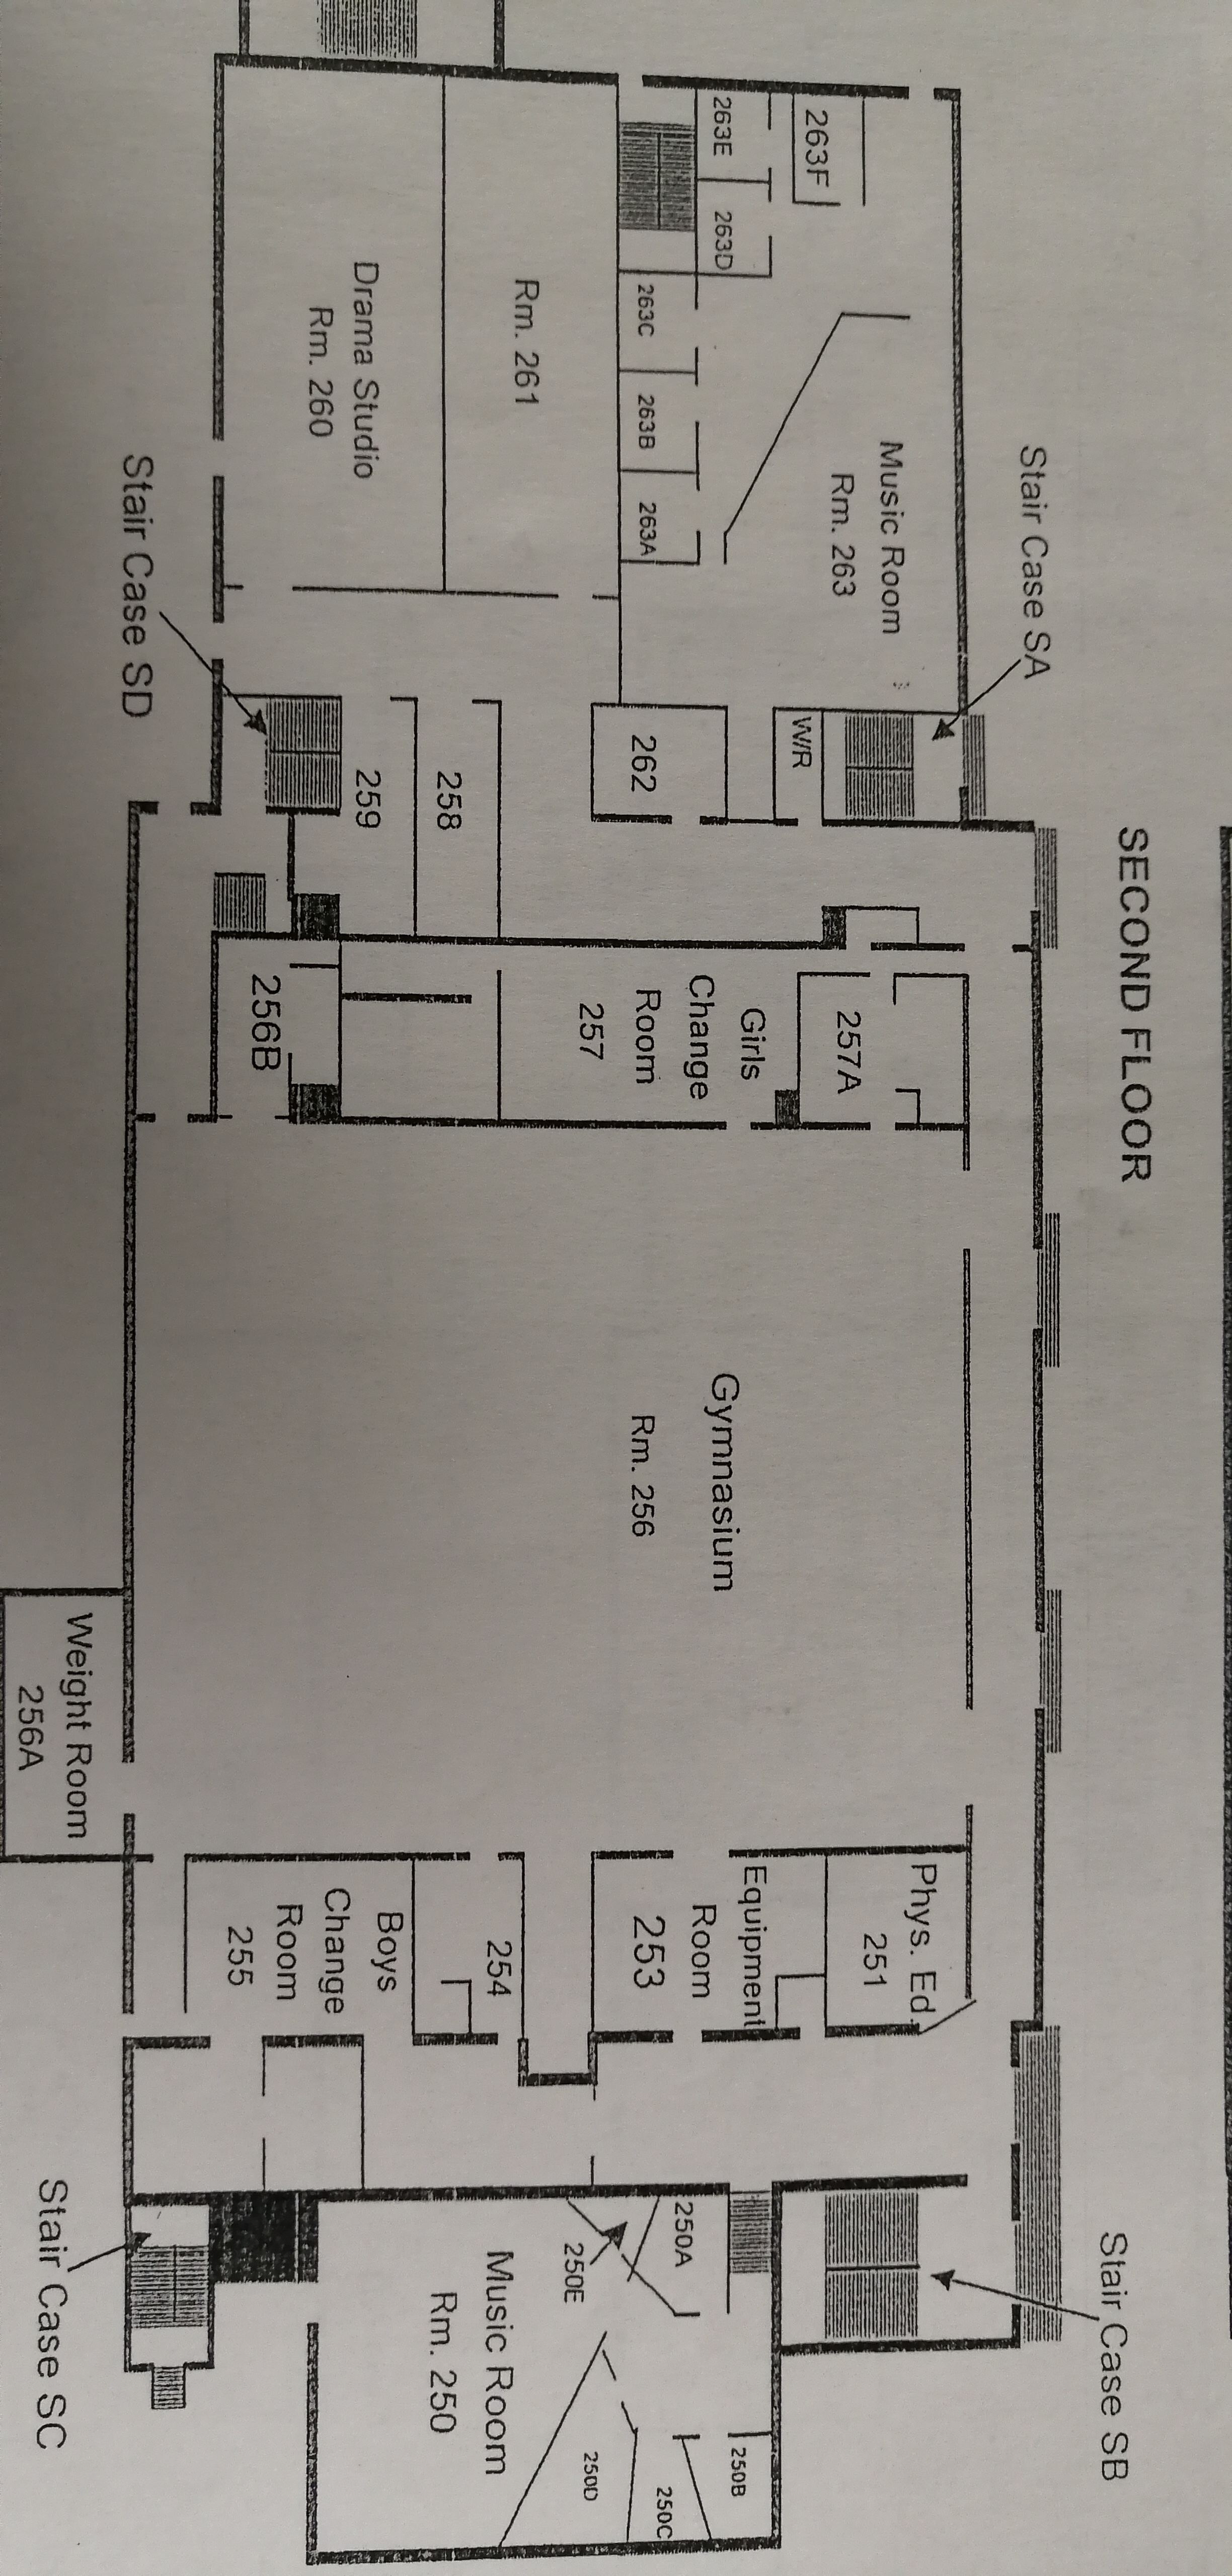 SECOND FLOOR
Stair Case SA
Stair Case SB
263F
263E
263D
263C
263B
263A
Music Room
Rm. 263
Rm. 261
Drama Studio
Rm. 260
Stair Case SD
W/R
262
258
259
257A
Girls
Change
Room
257
256B
Gymnasium
Rm. 256
Weight Room
256A
Phys. Ed.
251
Equipment
Room
253
254
Boys
Change
Room
255
250A
250E
250B
250C
250D
Music Room
Rm. 250
Stair Case SC